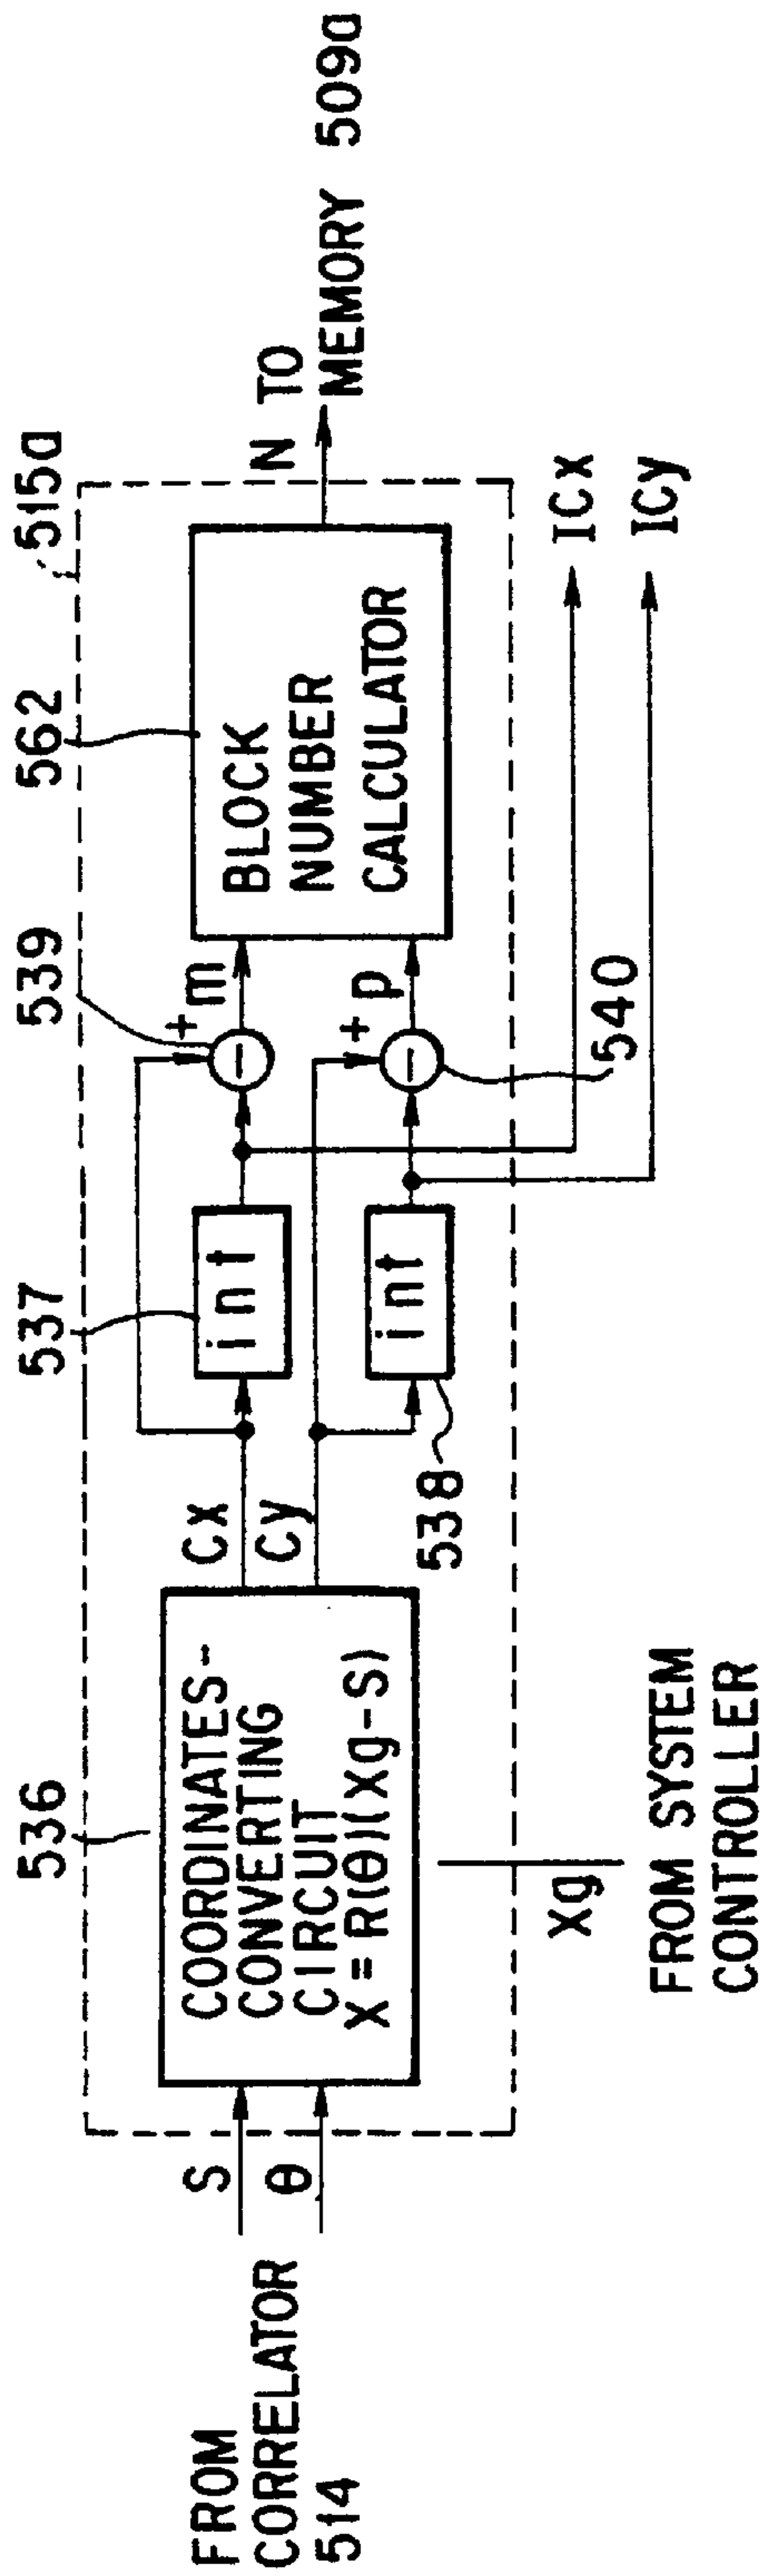 FROM
CORRELATOR
514
S
θ
536
COORDINATES-
CONVERTING
CIRCUIT
X = R(θ)(Xg-S)
Xg
FROM SYSTEM
CONTROLLER
Cx
Cy
537
int
538
int
539
+
−
m
540
+
−
p
562
BLOCK
NUMBER
CALCULATOR
515a
N
TO
MEMORY 509a
ICx
ICy